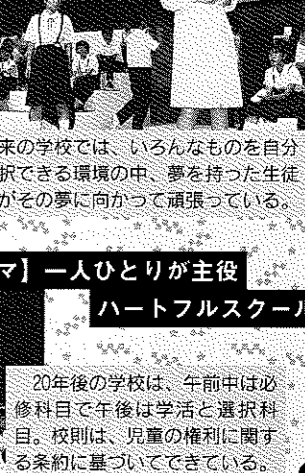 来の学校では、いろんなものを自分
択できる環境の中、夢を持った生徒
がその夢に向かって頑張っている。
マ】一人ひとりが主役
ハートフルスクール
20年後の学校は、午前中は必
修科目で午後は学活と選択科
目。校則は、児童の権利に関す
る条約に基づいてできている。